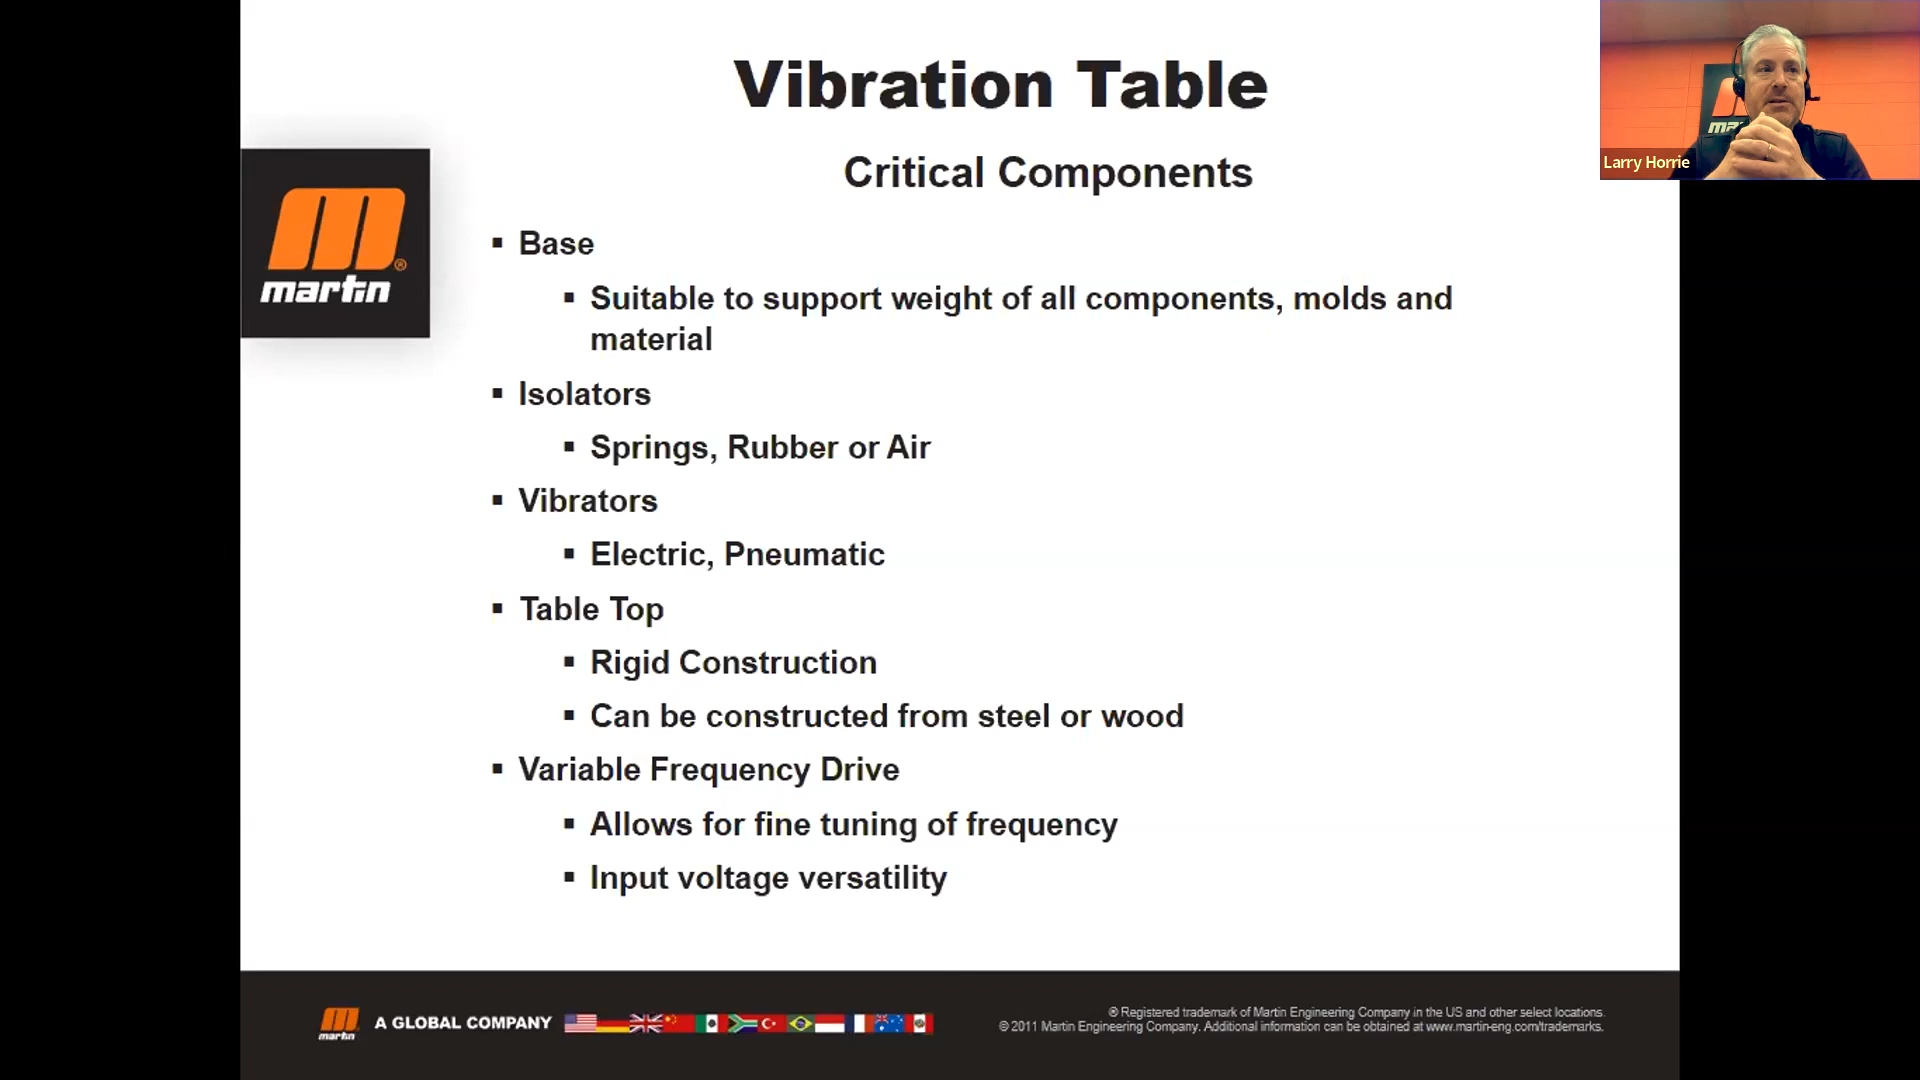 Vibration Table
Critical Components
martin
▪ Base
▪ Suitable to support weight of all components, molds and
material
▪ Isolators
▪ Springs, Rubber or Air
▪ Vibrators
▪ Electric, Pneumatic
▪ Table Top
▪ Rigid Construction
▪ Can be constructed from steel or wood
▪ Variable Frequency Drive
▪ Allows for fine tuning of frequency
▪ Input voltage versatility
Larry Horrie
martin
A GLOBAL COMPANY
® Registered trademark of Martin Engineering Company in the US and other select locations.
© 2011 Martin Engineering Company. Additional information can be obtained at www.martin-eng.com/trademarks.